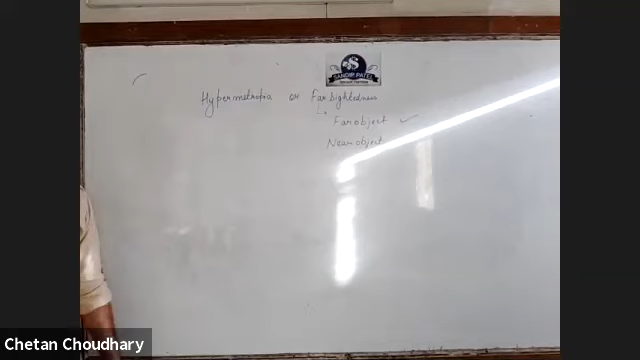 SANDIP PATEL
Hypermetropia or Farsightedness
Far object ✓
Near object
Chetan Choudhary